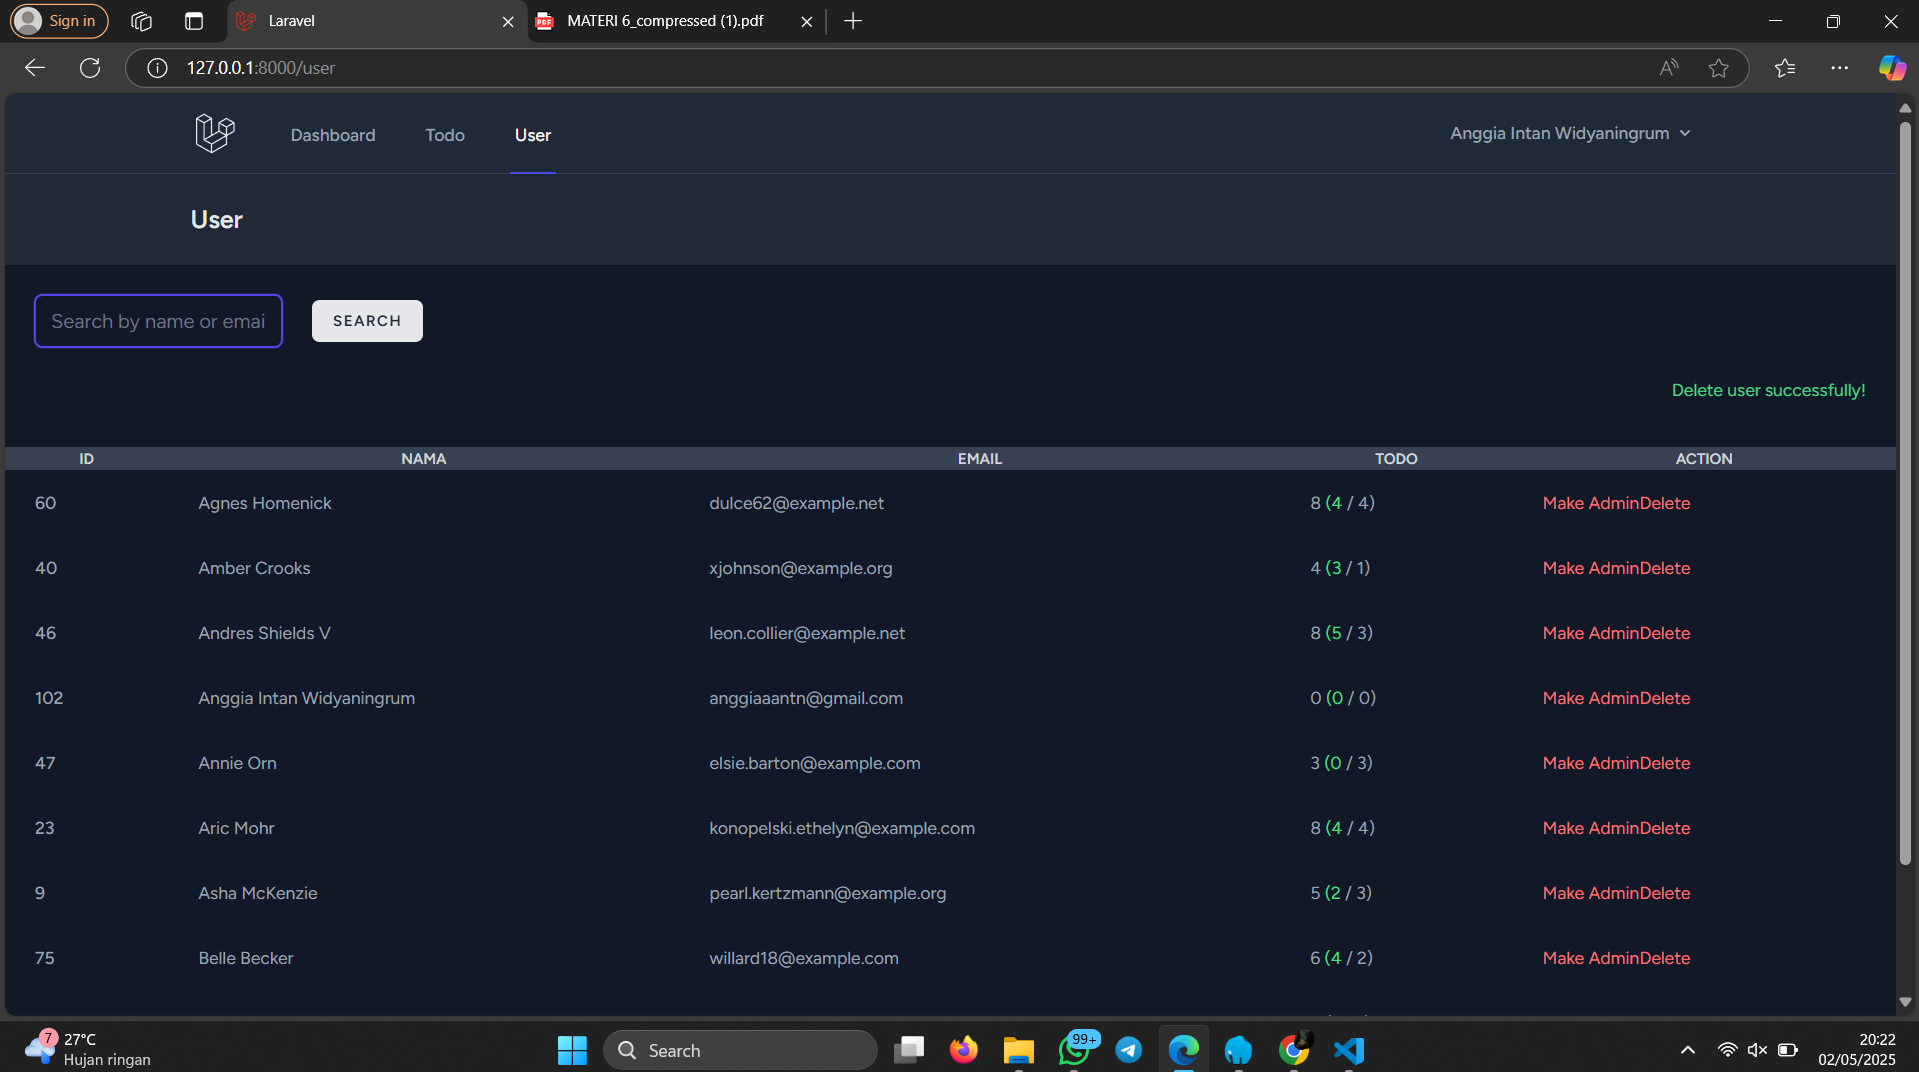 Sign in
Laravel
MATERI 6_compressed (1).pdf
127.0.0.1:8000/user
Dashboard
Todo
User
Anggia Intan Widyaningrum
User
Search by name or emai
SEARCH
Delete user successfully!
ID NAMA EMAIL TODO ACTION
60 Agnes Homenick dulce62@example.net 8 (4 / 4) Make AdminDelete
40 Amber Crooks xjohnson@example.org 4 (3 / 1) Make AdminDelete
46 Andres Shields V leon.collier@example.net 8 (5 / 3) Make AdminDelete
102 Anggia Intan Widyaningrum anggiaaantn@gmail.com 0 (0 / 0) Make AdminDelete
47 Annie Orn elsie.barton@example.com 3 (0 / 3) Make AdminDelete
23 Aric Mohr konopelski.ethelyn@example.com 8 (4 / 4) Make AdminDelete
9 Asha McKenzie pearl.kertzmann@example.org 5 (2 / 3) Make AdminDelete
75 Belle Becker willard18@example.com 6 (4 / 2) Make AdminDelete
7
27°C
Hujan ringan
Search
99+
20:22
02/05/2025